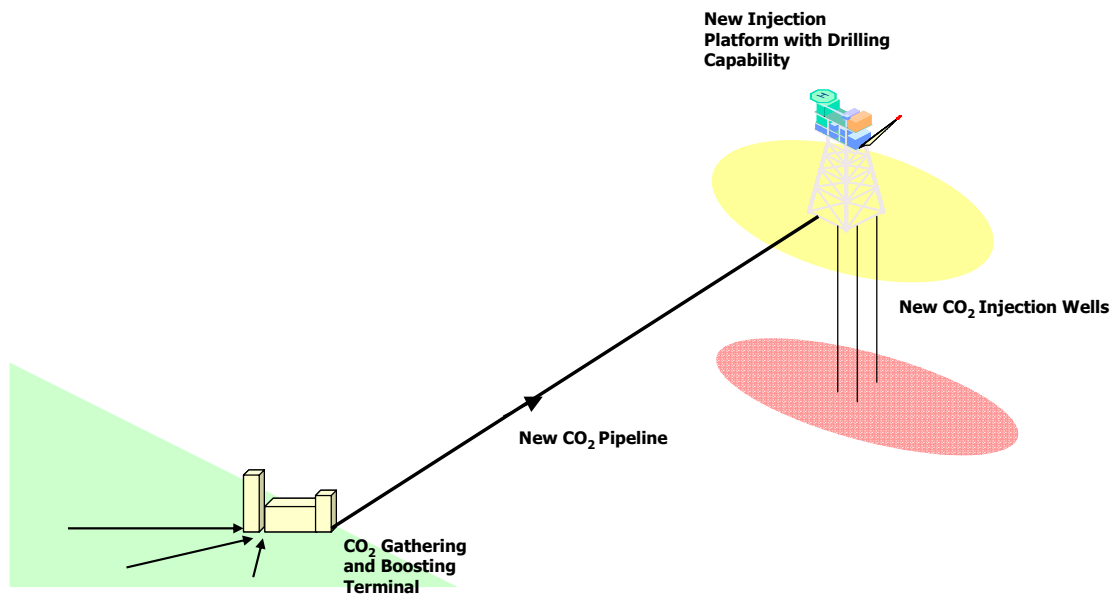 New Injection
Platform with Drilling
Capability
H
New CO₂ Injection Wells
New CO₂ Pipeline
CO₂ Gathering
and Boosting
Terminal